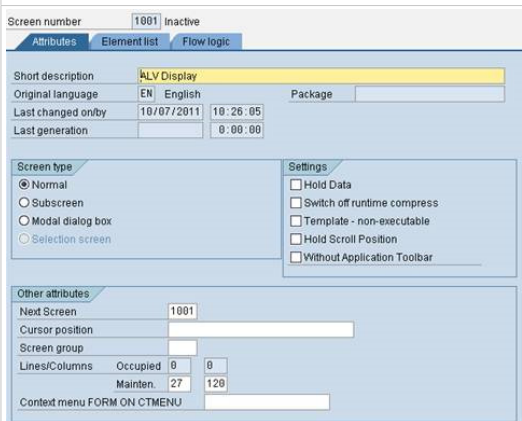 Screen number 1001 Inactive
Attributes Element list Flow logic
Short description ALV Display
Original language EN English Package
Last changed on/by 10/07/2011 10:26:05
Last generation 0:00:00
Screen type
Normal
Subscreen
Modal dialog box
Selection screen
Settings
Hold Data
Switch off runtime compress
Template - non-executable
Hold Scroll Position
Without Application Toolbar
Other attributes
Next Screen 1001
Cursor position
Screen group
Lines/Columns Occupied 0 0
Mainten. 27 120
Context menu FORM ON CTMENU